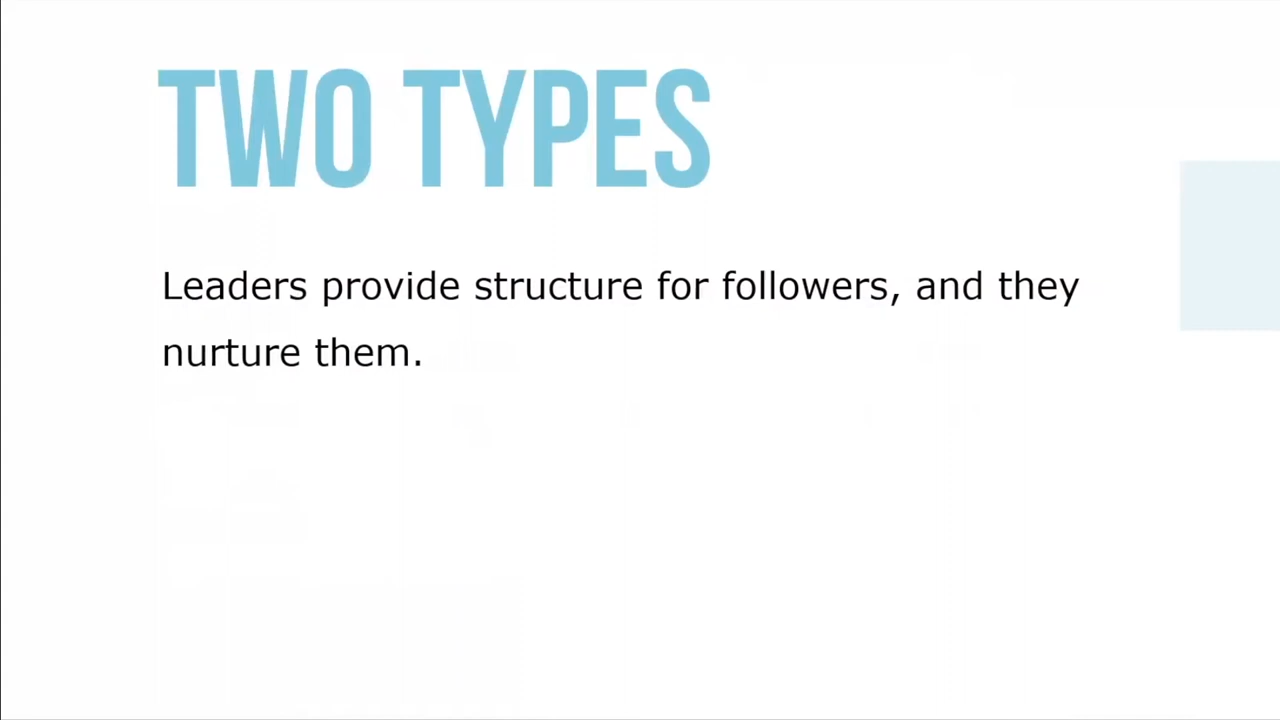 TWO TYPES
Leaders provide structure for followers, and they
nurture them.